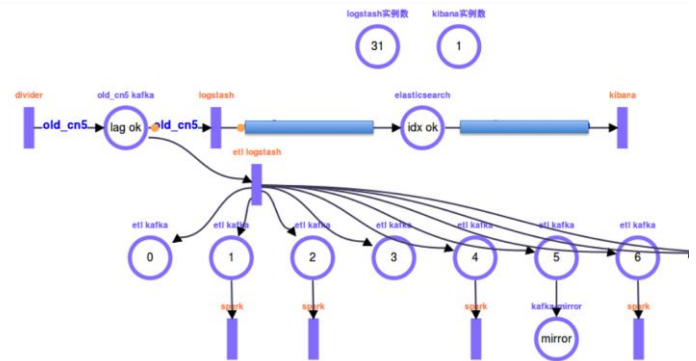 logstash实例数 kibana实例数
31 1
divider old_cn5 kafka logstash elasticsearch kibana
old_cn5 lag ok old_cn5 idx ok
etl logstash
etl kafka etl kafka etl kafka etl kafka etl kafka etl kafka etl kafka
0 1 2 3 4 5 6
spark spark spark kafka mirror spark
mirror